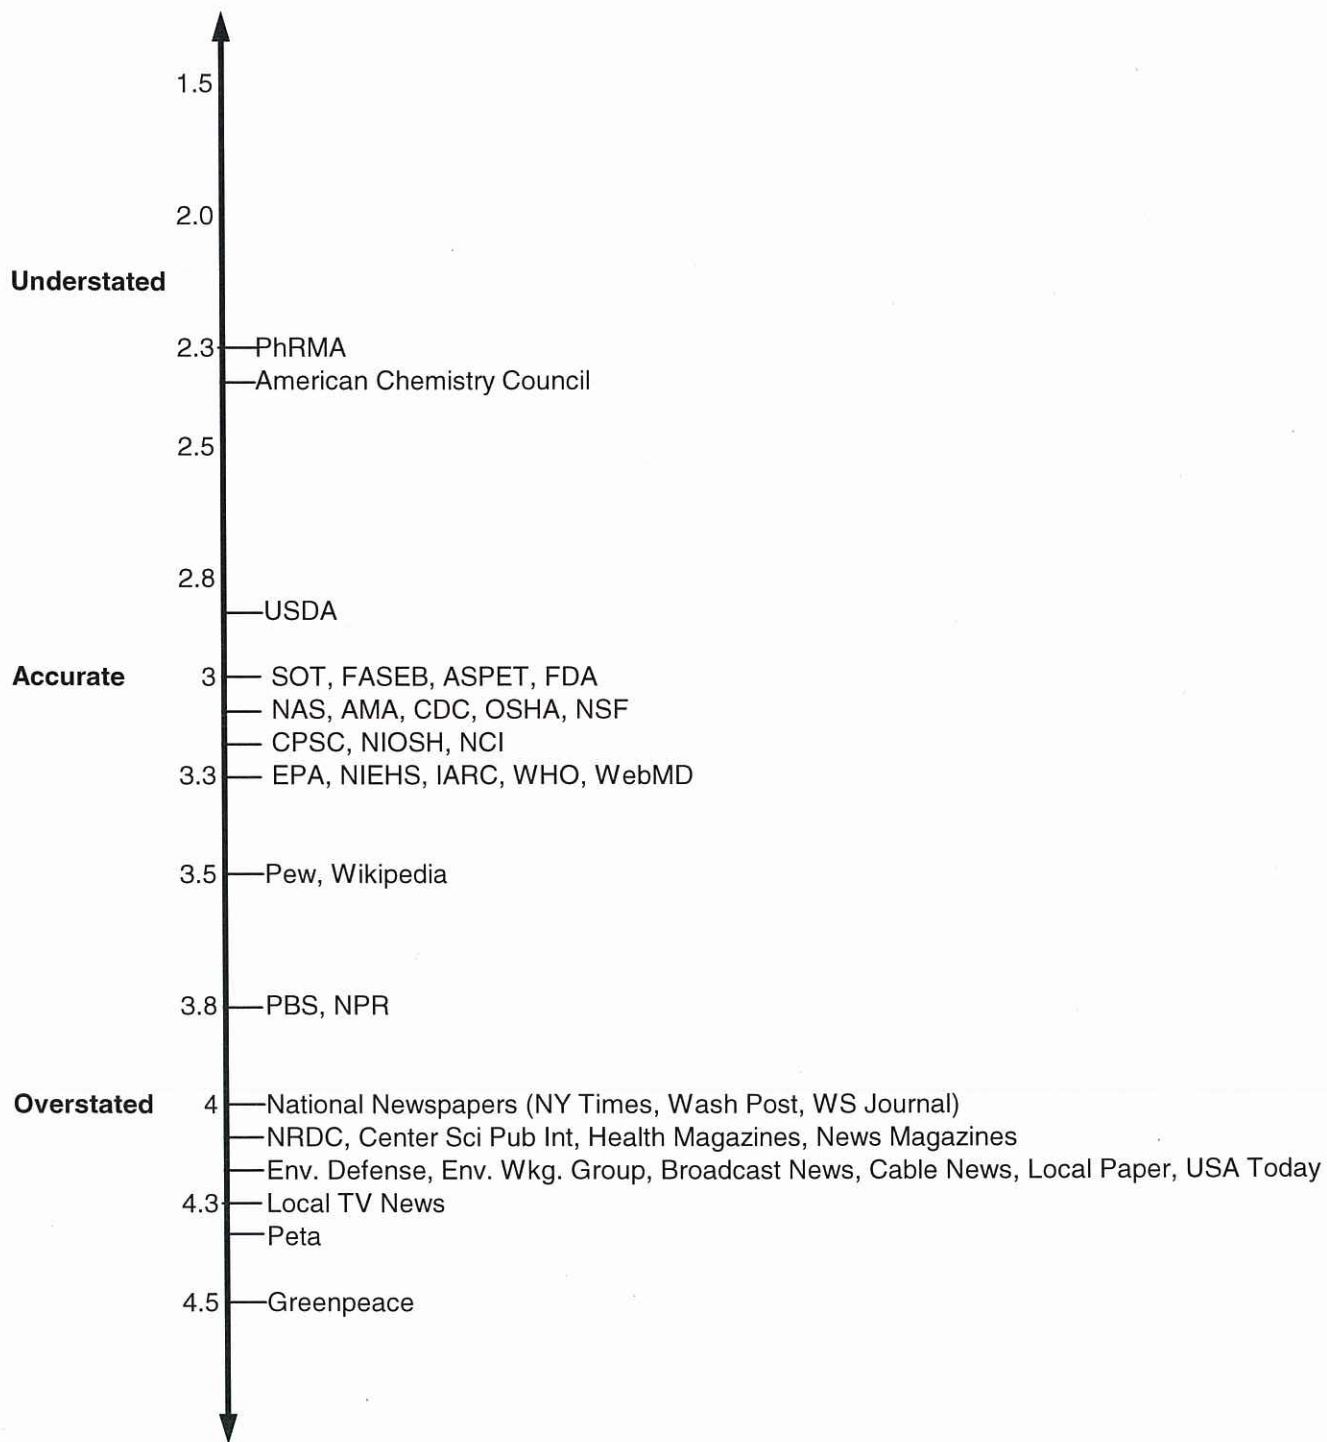 1.5
2.0
Understated
2.3 PhRMA
American Chemistry Council
2.5
2.8
USDA
Accurate 3 SOT, FASEB, ASPET, FDA
NAS, AMA, CDC, OSHA, NSF
CPSC, NIOSH, NCI
3.3 EPA, NIEHS, IARC, WHO, WebMD
3.5 Pew, Wikipedia
3.8 PBS, NPR
Overstated 4 National Newspapers (NY Times, Wash Post, WS Journal)
NRDC, Center Sci Pub Int, Health Magazines, News Magazines
Env. Defense, Env. Wkg. Group, Broadcast News, Cable News, Local Paper, USA Today
4.3 Local TV News
Peta
4.5 Greenpeace